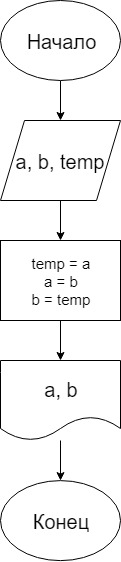 Начало
a, b, temp
temp = a
a = b
b = temp
a, b
Конец